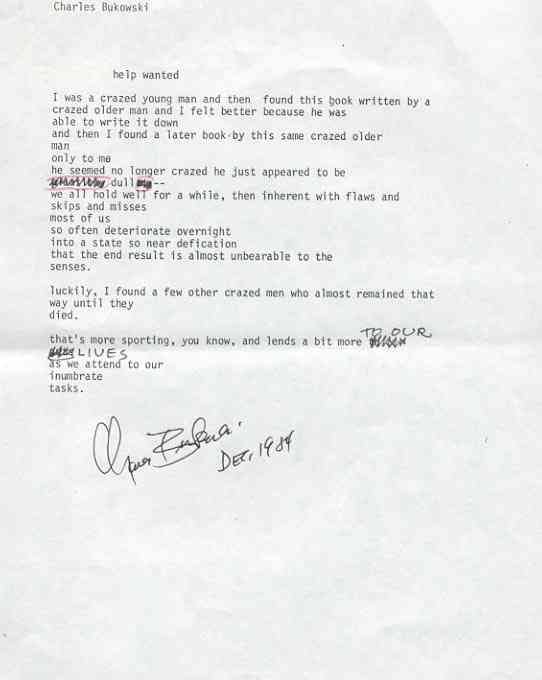 Charles Bukowski
help wanted
I was a crazed young man and then found this book written by a
crazed older man and I felt better because he was
able to write it down
and then I found a later book by this same crazed older
man
only to me
he seemed no longer crazed he just appeared to be
dull --
we all hold well for a while, then inherent with flaws and
skips and misses
most of us
so often deteriorate overnight
into a state so near defication
that the end result is almost unbearable to the
senses.
luckily, I found a few other crazed men who almost remained that
way until they
died.
that's more sporting, you know, and lends a bit more TO OUR
LIVES
as we attend to our
inumbrate
tasks.
Charles Bukowski
DEC, 1984